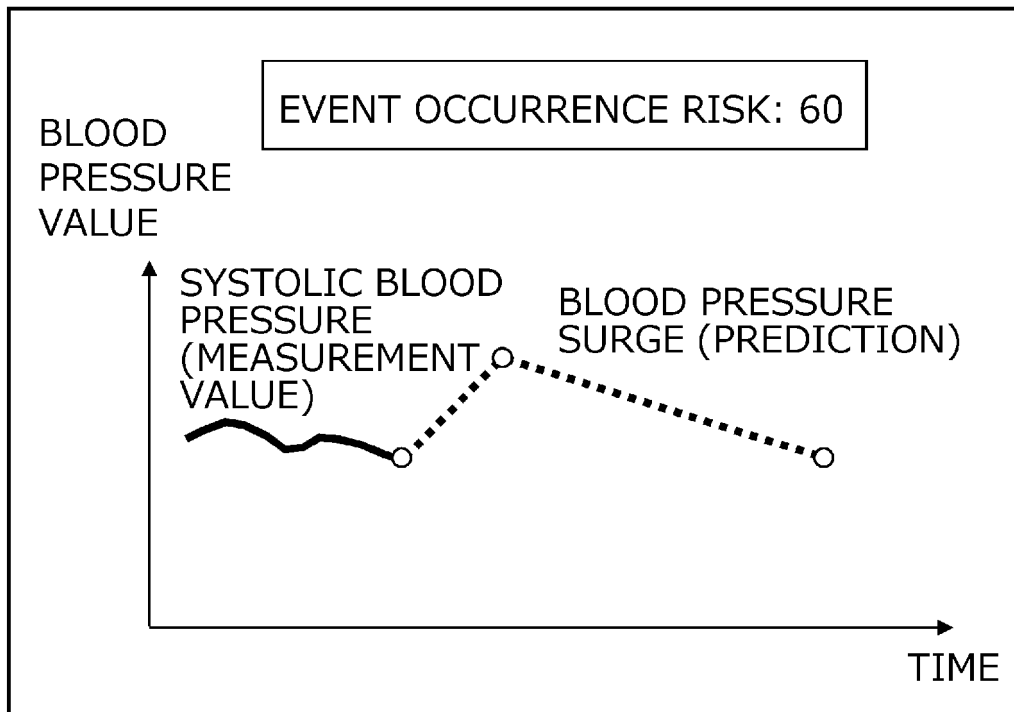 EVENT OCCURRENCE RISK: 60
BLOOD
PRESSURE
VALUE
SYSTOLIC BLOOD
PRESSURE
(MEASUREMENT
VALUE)
BLOOD PRESSURE
SURGE (PREDICTION)
TIME